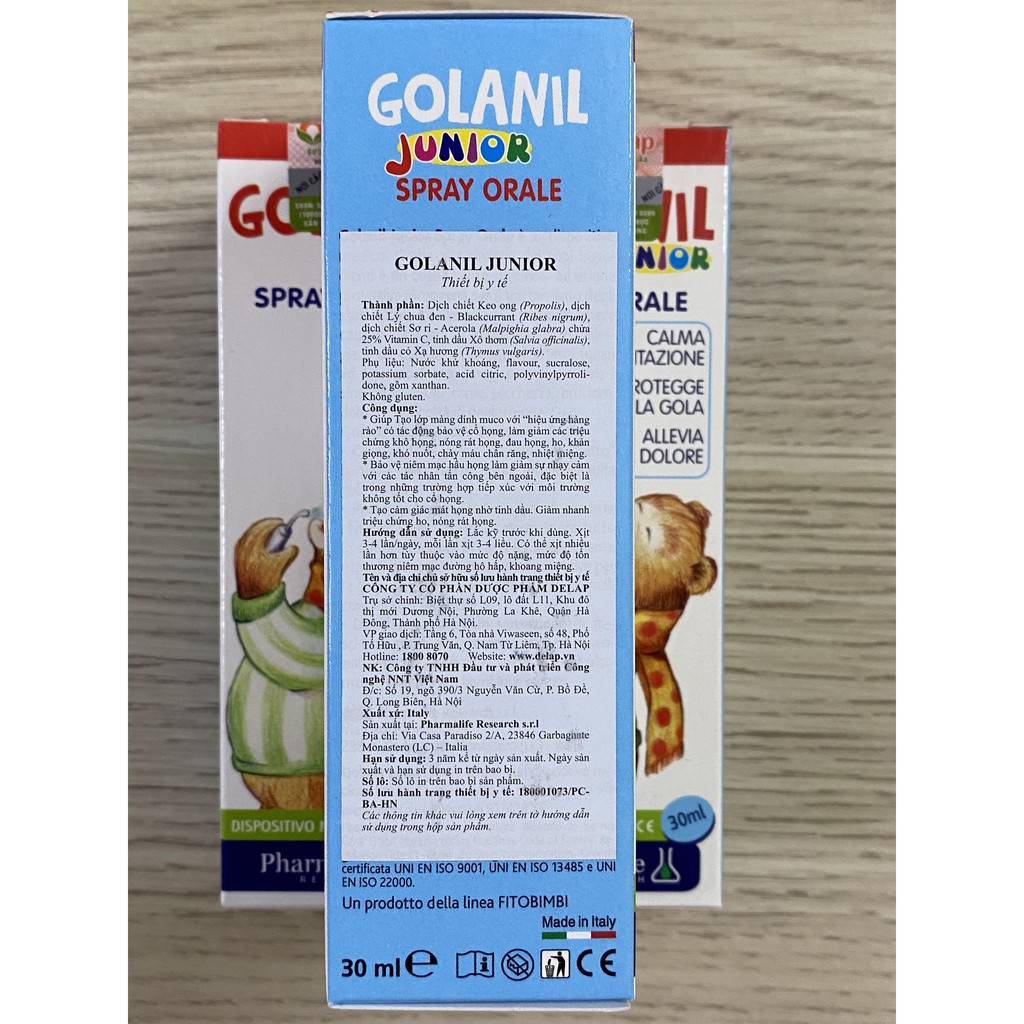 GOLANIL
JUNIOR
SPRAY ORALE
GOLANIL JUNIOR
Thiết bị y tế
Thành phần: Dịch chiết Keo ong (Propolis), dịch
chiết Lý chua đen - Blackcurrant (Ribes nigrum),
dịch chiết Sơ ri - Acerola (Malpighia glabra) chứa
25% Vitamin C, tinh dầu Xô thơm (Salvia officinalis),
tinh dầu cỏ Xạ hương (Thymus vulgaris).
Phụ liệu: Nước khử khoáng, flavour, sucralose,
potassium sorbate, acid citric, polyvinylpyrroli-
done, gôm xanthan.
Không gluten.
Công dụng:
* Giúp Tạo lớp màng dính muco với “hiệu ứng hàng
rào” có tác động bảo vệ cổ họng, làm giảm các triệu
chứng khô họng, nóng rát họng, đau họng, ho, khản
giọng, khó nuốt, chảy máu chân răng, nhiệt miệng.
* Bảo vệ niêm mạc hầu họng làm giảm sự nhạy cảm
với các tác nhân tấn công bên ngoài, đặc biệt là
trong những trường hợp tiếp xúc với môi trường
không tốt cho cổ họng.
* Tạo cảm giác mát họng nhờ tinh dầu. Giảm nhanh
triệu chứng ho, nóng rát họng.
Hướng dẫn sử dụng: Lắc kỹ trước khi dùng. Xịt
3-4 lần/ngày, mỗi lần xịt 3-4 liều. Có thể xịt nhiều
lần hơn tùy thuộc vào mức độ nặng, mức độ tổn
thương niêm mạc đường hô hấp, khoang miệng.
Tên và địa chỉ chủ sở hữu số lưu hành trang thiết bị y tế
CÔNG TY CỔ PHẦN DƯỢC PHẨM DELAP
Trụ sở chính: Biệt thự số L09, lô đất L11, Khu đô
thị mới Dương Nội, Phường La Khê, Quận Hà
Đông, Thành phố Hà Nội.
VP giao dịch: Tầng 6, Tòa nhà Viwaseen, số 48, Phố
Tố Hữu , P. Trung Văn, Q. Nam Từ Liêm, Tp. Hà Nội
Hotline: 1800 8070 Website: www.delap.vn
NK: Công ty TNHH Đầu tư và phát triển Công
nghệ NNT Việt Nam
Đ/c: Số 19, ngõ 390/3 Nguyễn Văn Cừ, P. Bồ Đề,
Q. Long Biên, Hà Nội
Xuất xứ: Italy
Sản xuất tại: Pharmalife Research s.r.l
Địa chỉ: Via Casa Paradiso 2/A, 23846 Garbagnate
Monastero (LC) – Italia
Hạn sử dụng: 3 năm kể từ ngày sản xuất. Ngày sản
xuất và hạn sử dụng in trên bao bì.
Số lô: Số lô in trên bao bì sản phẩm.
Số lưu hành trang thiết bị y tế: 180001073/PC-
BA-HN
Các thông tin khác vui lòng xem trên tờ hướng dẫn
sử dụng trong hộp sản phẩm.
certificata UNI EN ISO 9001, UNI EN ISO 13485 e UNI
EN ISO 22000.
Un prodotto della linea FITOBIMBI
Made in Italy
30 ml e
CE
GO
SPRA
DISPOSITIVO
Pharm
RE
IL
NIOR
RALE
CALMA
ITAZIONE
ROTEGGE
LA GOLA
ALLEVIA
DOLORE
CE
30ml